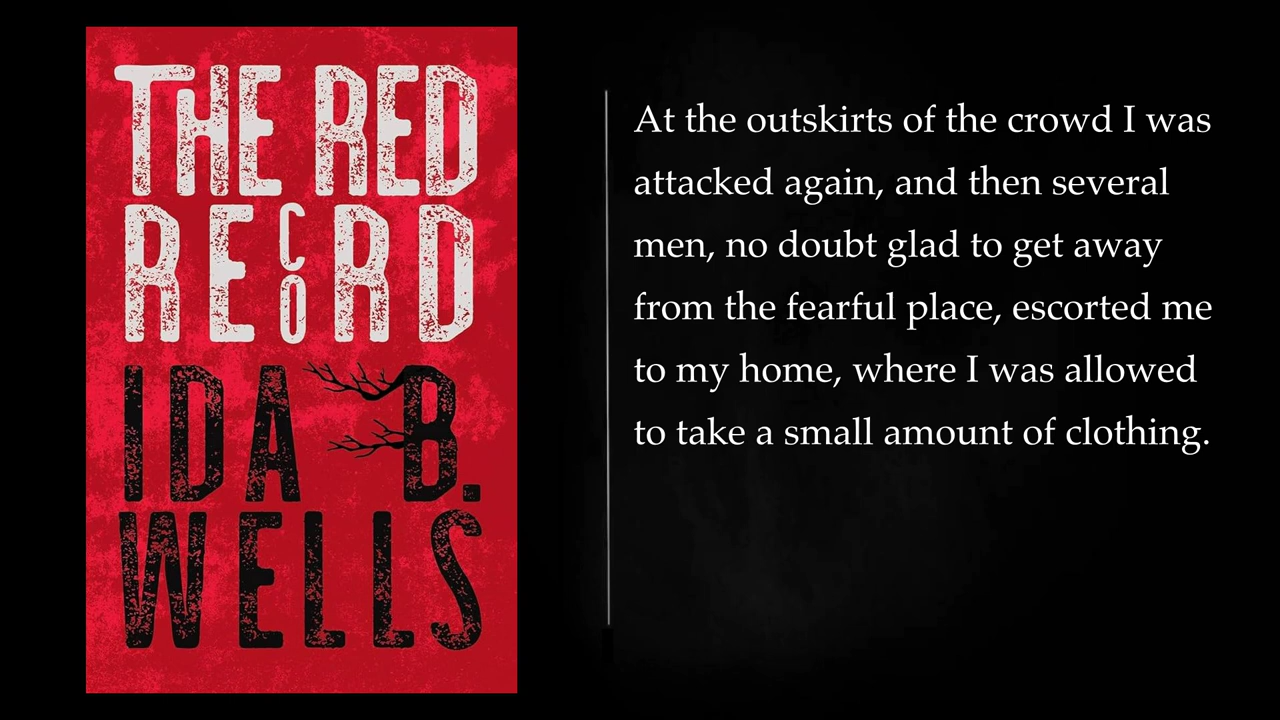 THE RED
RECORD
IDA B.
WELLS
At the outskirts of the crowd I was
attacked again, and then several
men, no doubt glad to get away
from the fearful place, escorted me
to my home, where I was allowed
to take a small amount of clothing.